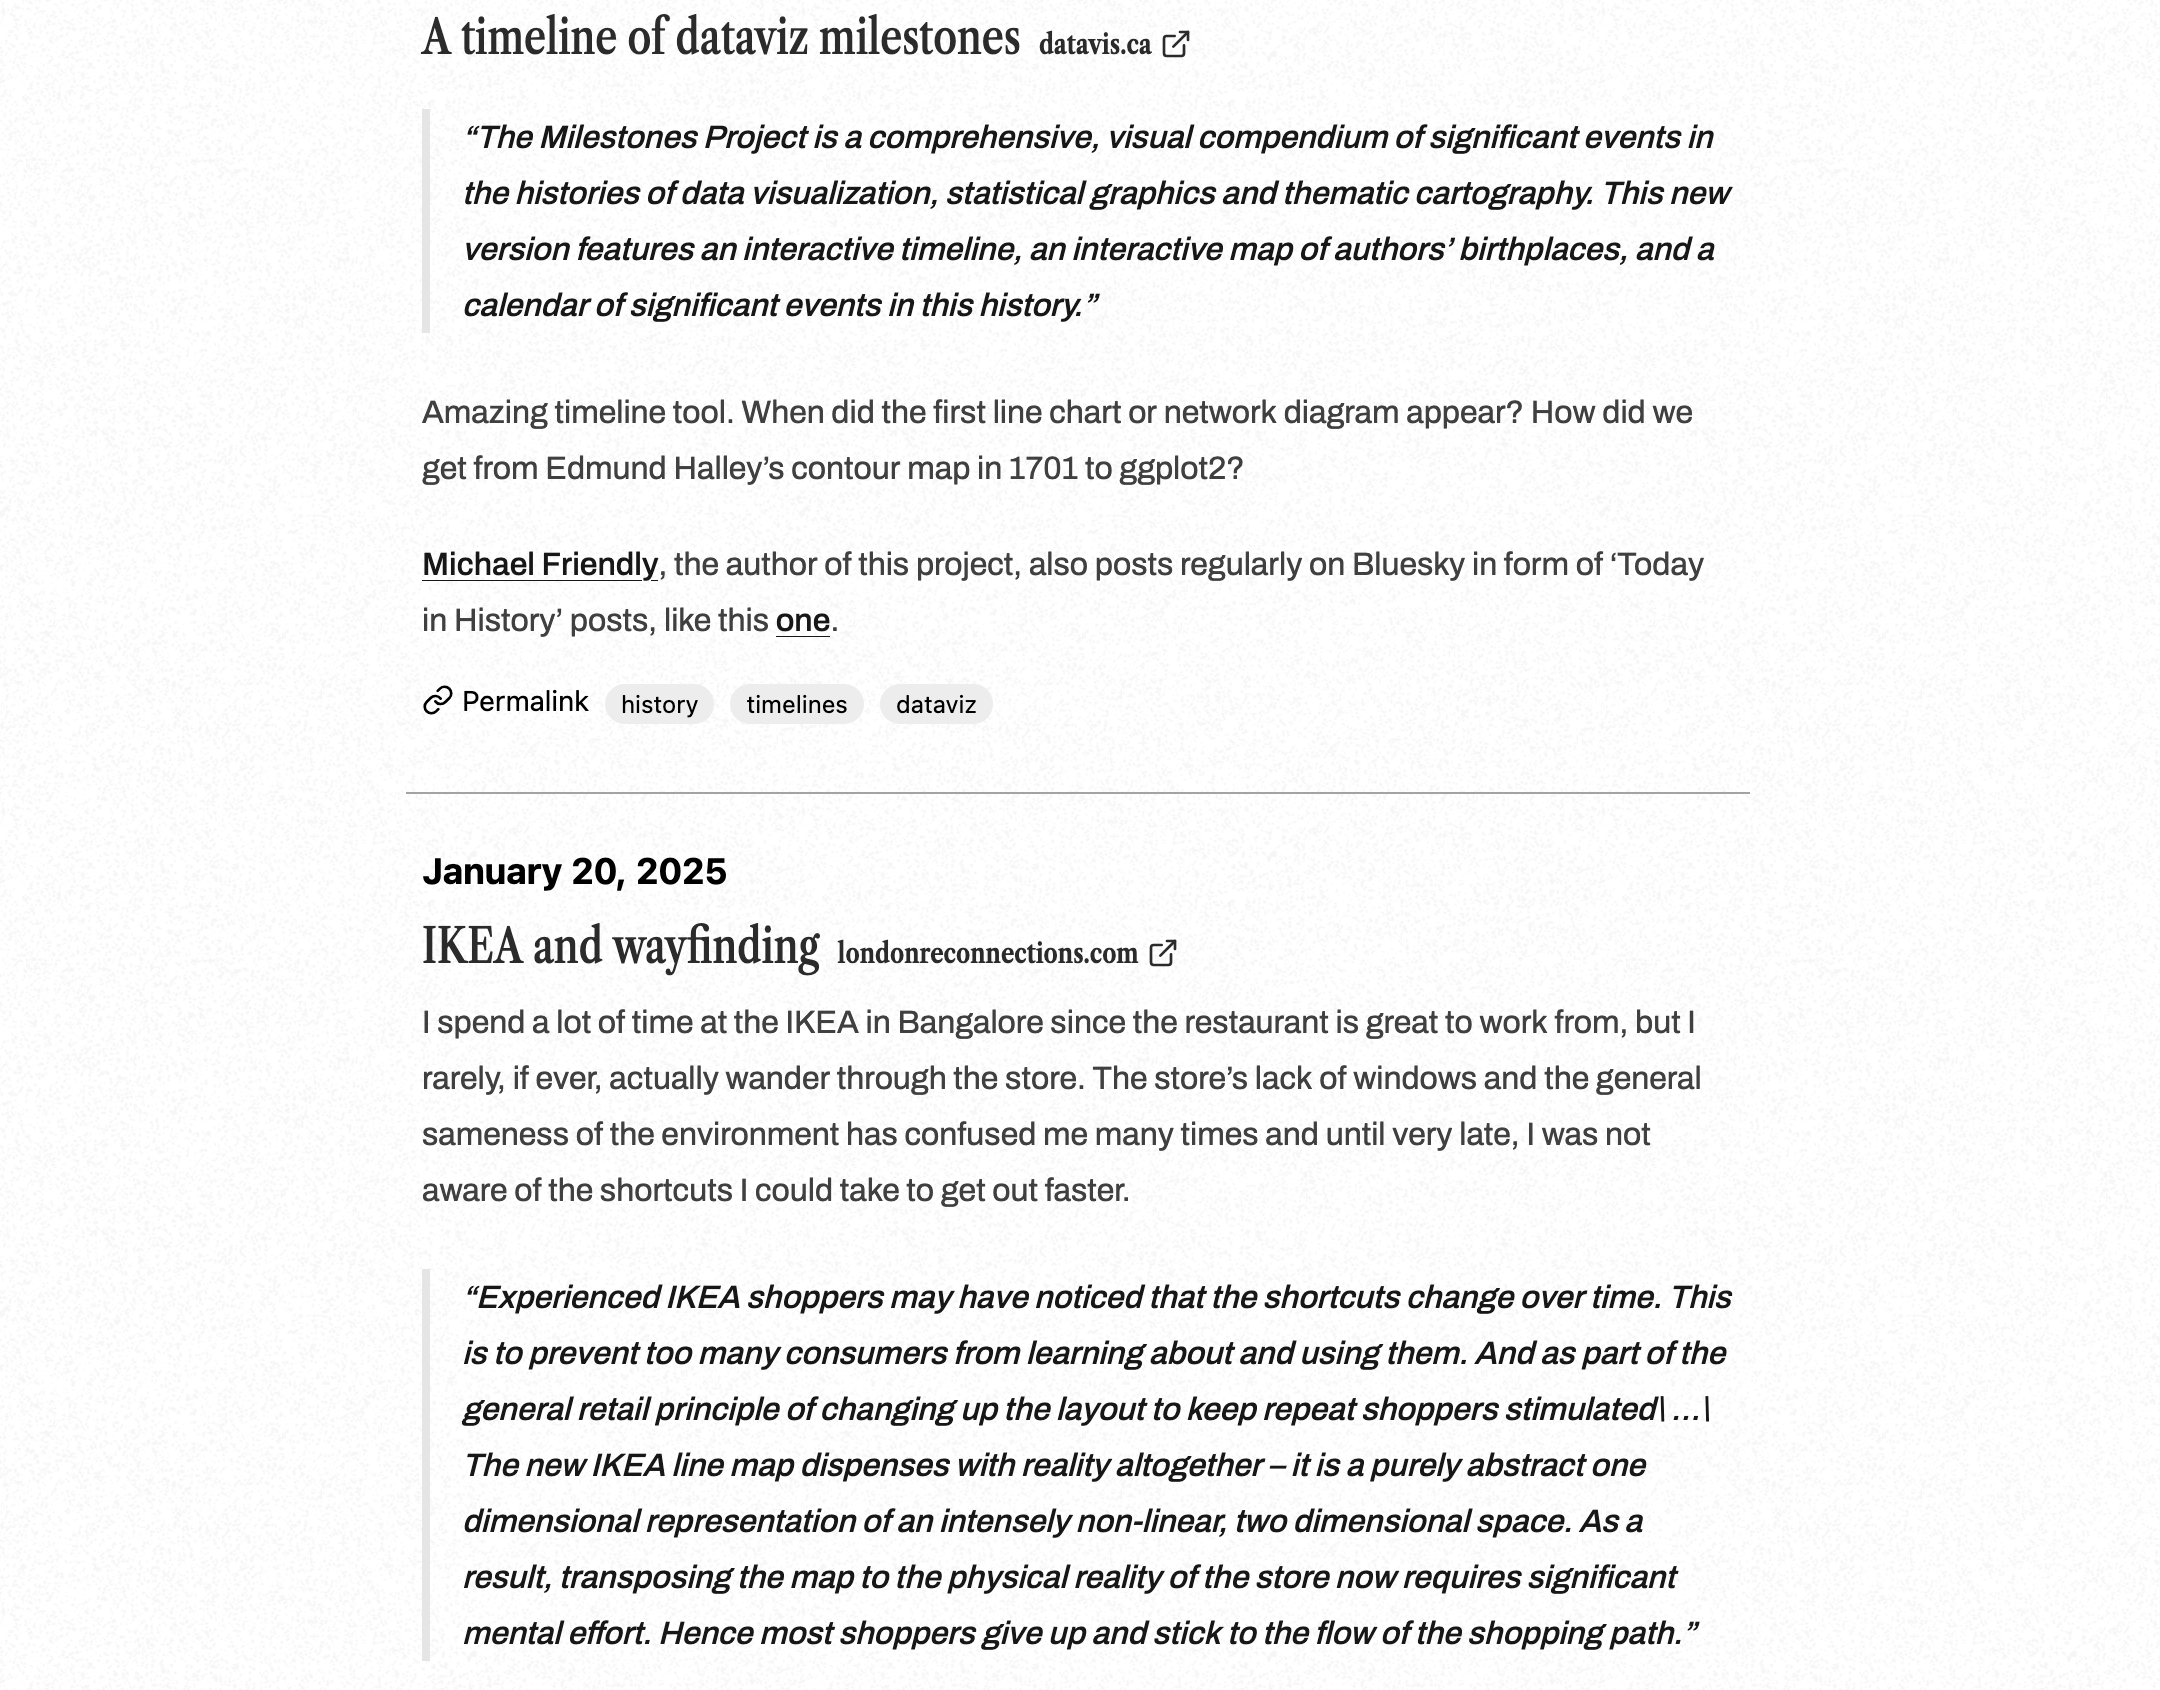 A timeline of dataviz milestones datavis.ca
“The Milestones Project is a comprehensive, visual compendium of significant events in
the histories of data visualization, statistical graphics and thematic cartography. This new
version features an interactive timeline, an interactive map of authors’ birthplaces, and a
calendar of significant events in this history.”
Amazing timeline tool. When did the first line chart or network diagram appear? How did we
get from Edmund Halley’s contour map in 1701 to ggplot2?
Michael Friendly, the author of this project, also posts regularly on Bluesky in form of ‘Today
in History’ posts, like this one.
Permalink history timelines dataviz
January 20, 2025
IKEA and wayfinding londonreconnections.com
I spend a lot of time at the IKEA in Bangalore since the restaurant is great to work from, but I
rarely, if ever, actually wander through the store. The store’s lack of windows and the general
sameness of the environment has confused me many times and until very late, I was not
aware of the shortcuts I could take to get out faster.
“Experienced IKEA shoppers may have noticed that the shortcuts change over time. This
is to prevent too many consumers from learning about and using them. And as part of the
general retail principle of changing up the layout to keep repeat shoppers stimulated\ …\
The new IKEA line map dispenses with reality altogether – it is a purely abstract one
dimensional representation of an intensely non-linear, two dimensional space. As a
result, transposing the map to the physical reality of the store now requires significant
mental effort. Hence most shoppers give up and stick to the flow of the shopping path.”